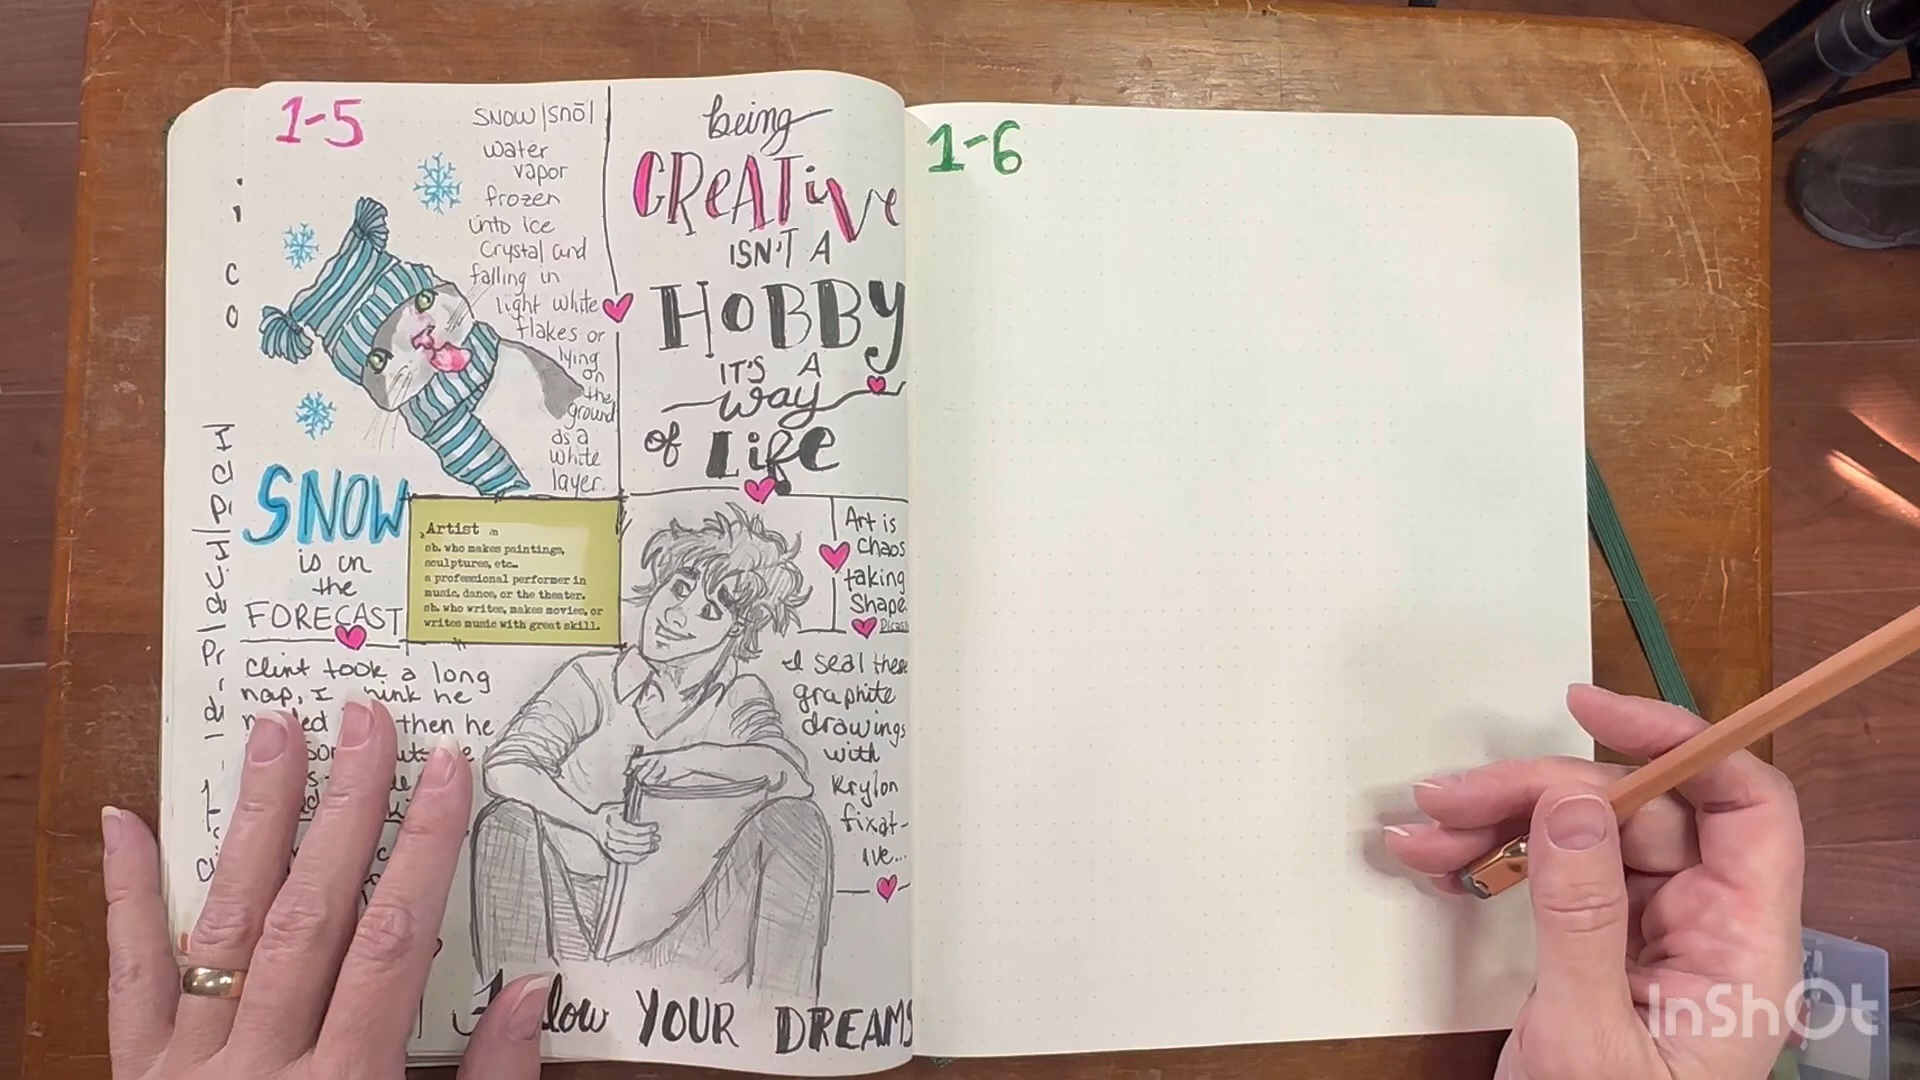 1-5
SNOW|snō|
water
vapor
frozen
into ice
crystal and
falling in
light white
flakes or
lying
on
the
ground
as a
white
layer.
SNOW
is in
the
FORECAST
being
CREATIVE
ISN'T A
HOBBY
IT'S A
way
of LIFE
Artist
sb. who makes paintings,
sculptures, etc..
a professional performer in
music, dance, or the theater.
sb. who writes, makes movies, or
writes music with great skill.
Art is
Chaos
taking
Shape.
Picasso
Clint took a long
nap, I think he
then he
I seal these
graphite
drawings
with
Krylon
fixat-
ive...
Follow YOUR DREAMS
1-6
InShOt